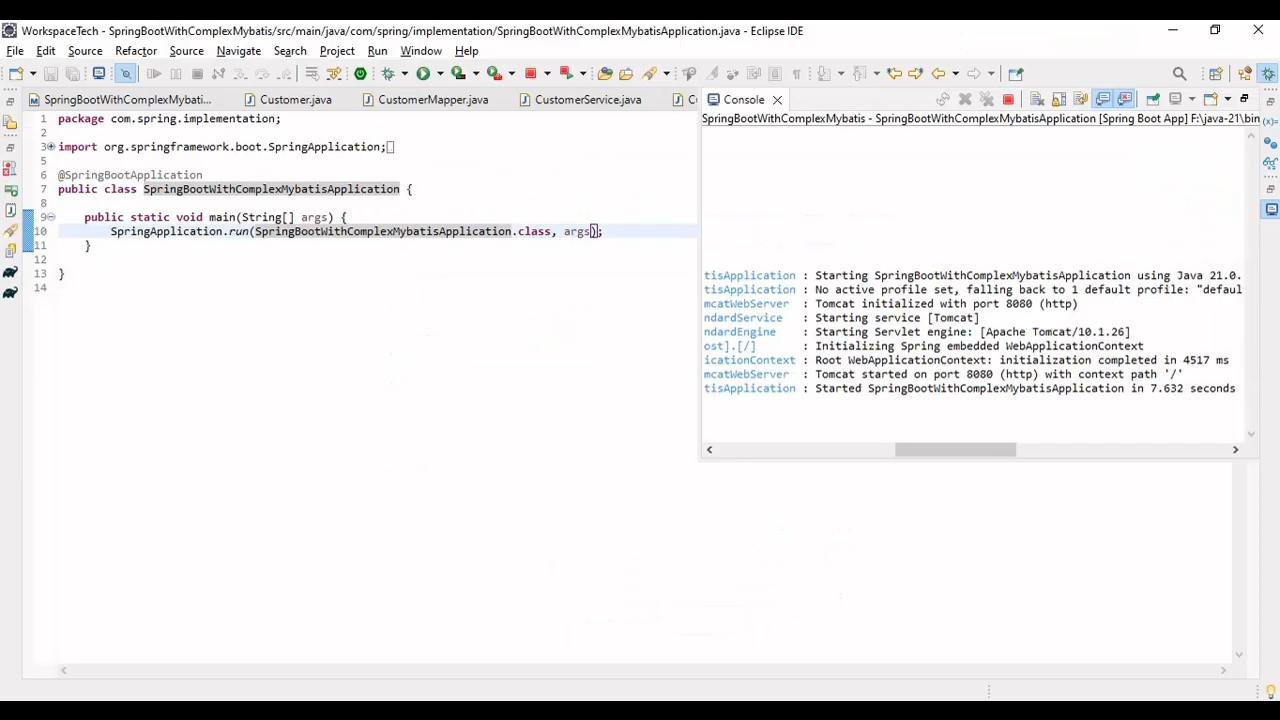 WorkspaceTech - SpringBootWithComplexMybatis/src/main/java/com/spring/implementation/SpringBootWithComplexMybatisApplication.java - Eclipse IDE
File Edit Source Refactor Source Navigate Search Project Run Window Help
SpringBootWithComplexMybati... Customer.java CustomerMapper.java CustomerService.java Console
SpringBootWithComplexMybatis - SpringBootWithComplexMybatisApplication [Spring Boot App] F:\java-21\bin
1 package com.spring.implementation;
2
3 import org.springframework.boot.SpringApplication;
5
6 @SpringBootApplication
7 public class SpringBootWithComplexMybatisApplication {
8
9 public static void main(String[] args) {
10 SpringApplication.run(SpringBootWithComplexMybatisApplication.class, args);
11 }
12
13 }
14
tisApplication : Starting SpringBootWithComplexMybatisApplication using Java 21.0.
tisApplication : No active profile set, falling back to 1 default profile: "defaul
mcatWebServer : Tomcat initialized with port 8080 (http)
ndardService : Starting service [Tomcat]
ndardEngine : Starting Servlet engine: [Apache Tomcat/10.1.26]
ost].[/] : Initializing Spring embedded WebApplicationContext
icationContext : Root WebApplicationContext: initialization completed in 4517 ms
mcatWebServer : Tomcat started on port 8080 (http) with context path '/'
tisApplication : Started SpringBootWithComplexMybatisApplication in 7.632 seconds